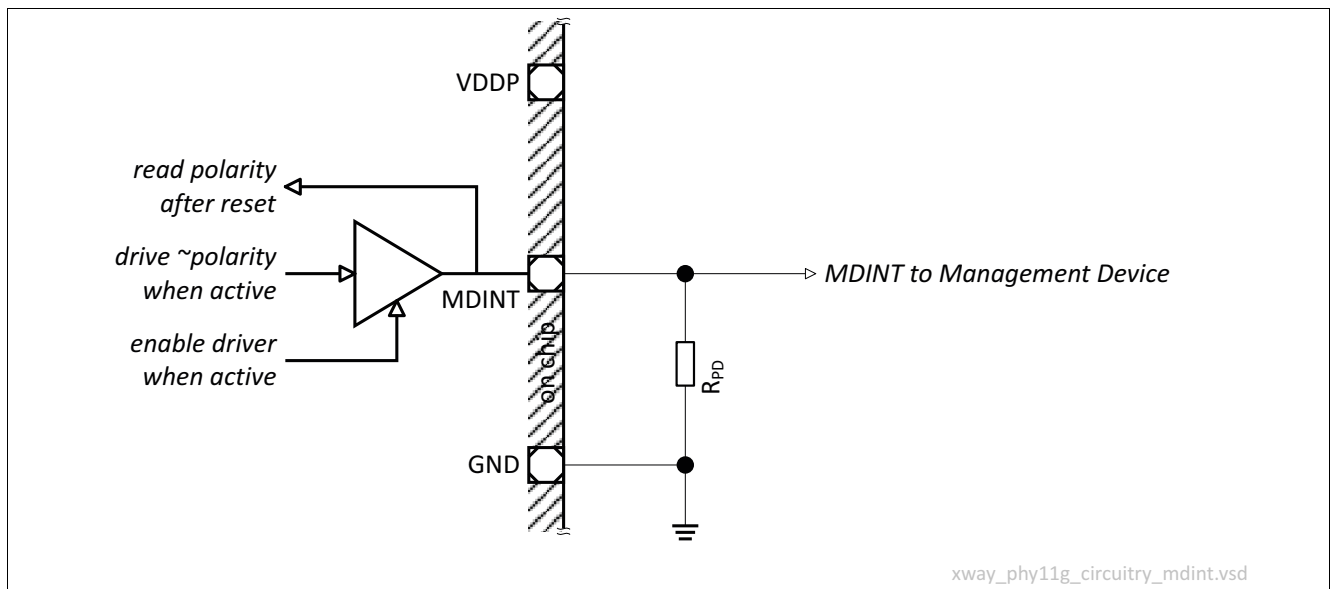 VDDP
read polarity
after reset
drive ~polarity
when active
MDINT
MDINT to Management Device
enable driver
when active
on chip
RPD
GND
xway_phy11g_circuitry_mdint.vsd